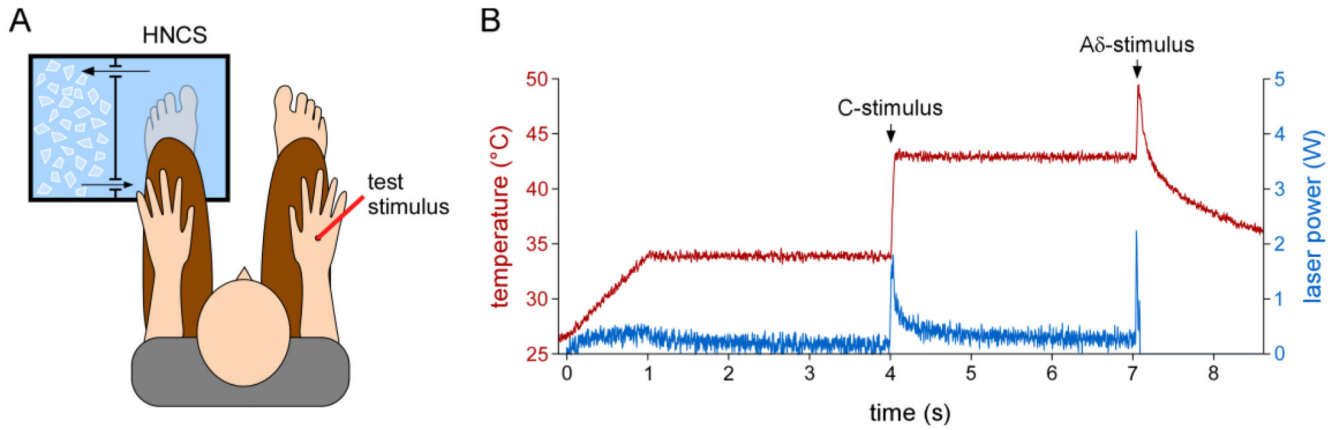 A
HNCS
test
stimulus
B
Aδ-stimulus
C-stimulus
temperature (°C)
50
45
40
35
30
25
laser power (W)
5
4
3
2
1
0
0 1 2 3 4 5 6 7 8
time (s)